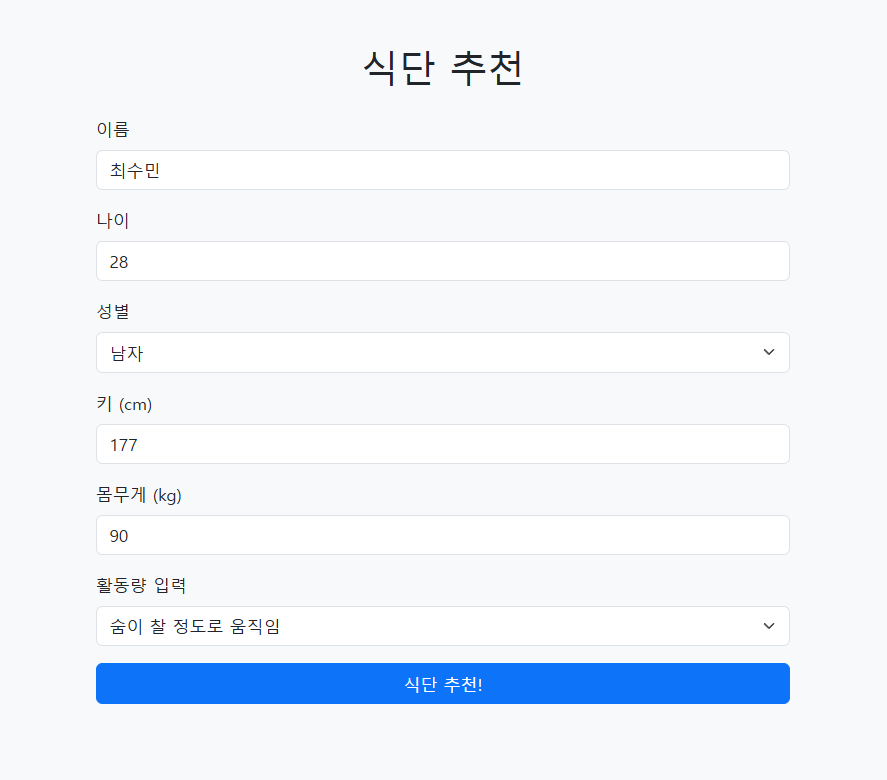 식단 추천
이름
최수민
나이
28
성별
남자
키 (cm)
177
몸무게 (kg)
90
활동량 입력
숨이 찰 정도로 움직임
식단 추천!